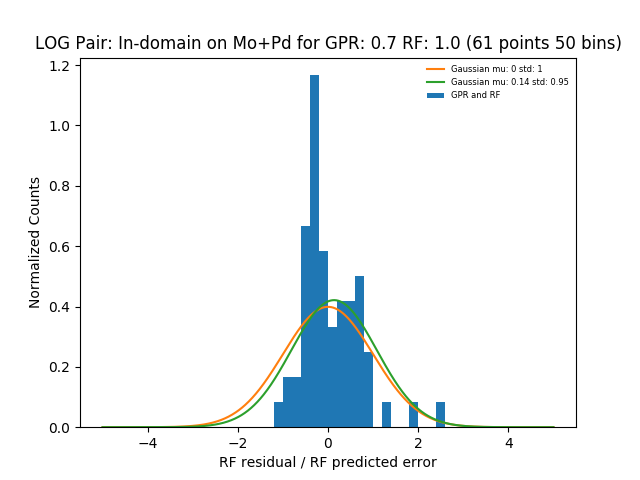 LOG Pair: In-domain on Mo+Pd for GPR: 0.7 RF: 1.0 (61 points 50 bins)
Gaussian mu: 0 std: 1
Gaussian mu: 0.14 std: 0.95
GPR and RF
Normalized Counts
1.2
1.0
0.8
0.6
0.4
0.2
0.0
−4 −2 0 2 4
RF residual / RF predicted error